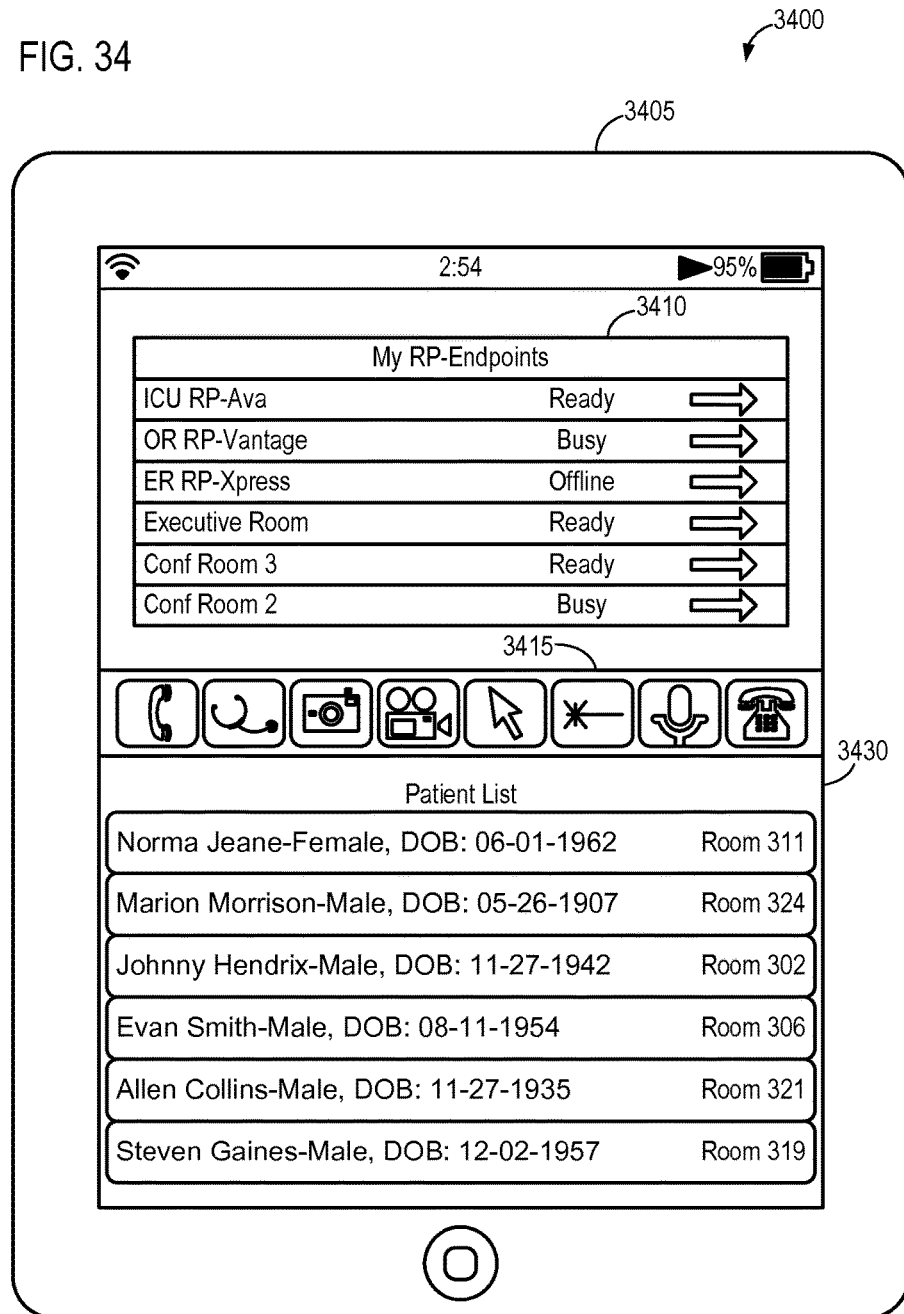 3400
FIG. 34
3405
2:54 95%
3410
My RP-Endpoints
ICU RP-Ava Ready
OR RP-Vantage Busy
ER RP-Xpress Offline
Executive Room Ready
Conf Room 3 Ready
Conf Room 2 Busy
3415
3430
Patient List
Norma Jeane-Female, DOB: 06-01-1962 Room 311
Marion Morrison-Male, DOB: 05-26-1907 Room 324
Johnny Hendrix-Male, DOB: 11-27-1942 Room 302
Evan Smith-Male, DOB: 08-11-1954 Room 306
Allen Collins-Male, DOB: 11-27-1935 Room 321
Steven Gaines-Male, DOB: 12-02-1957 Room 319